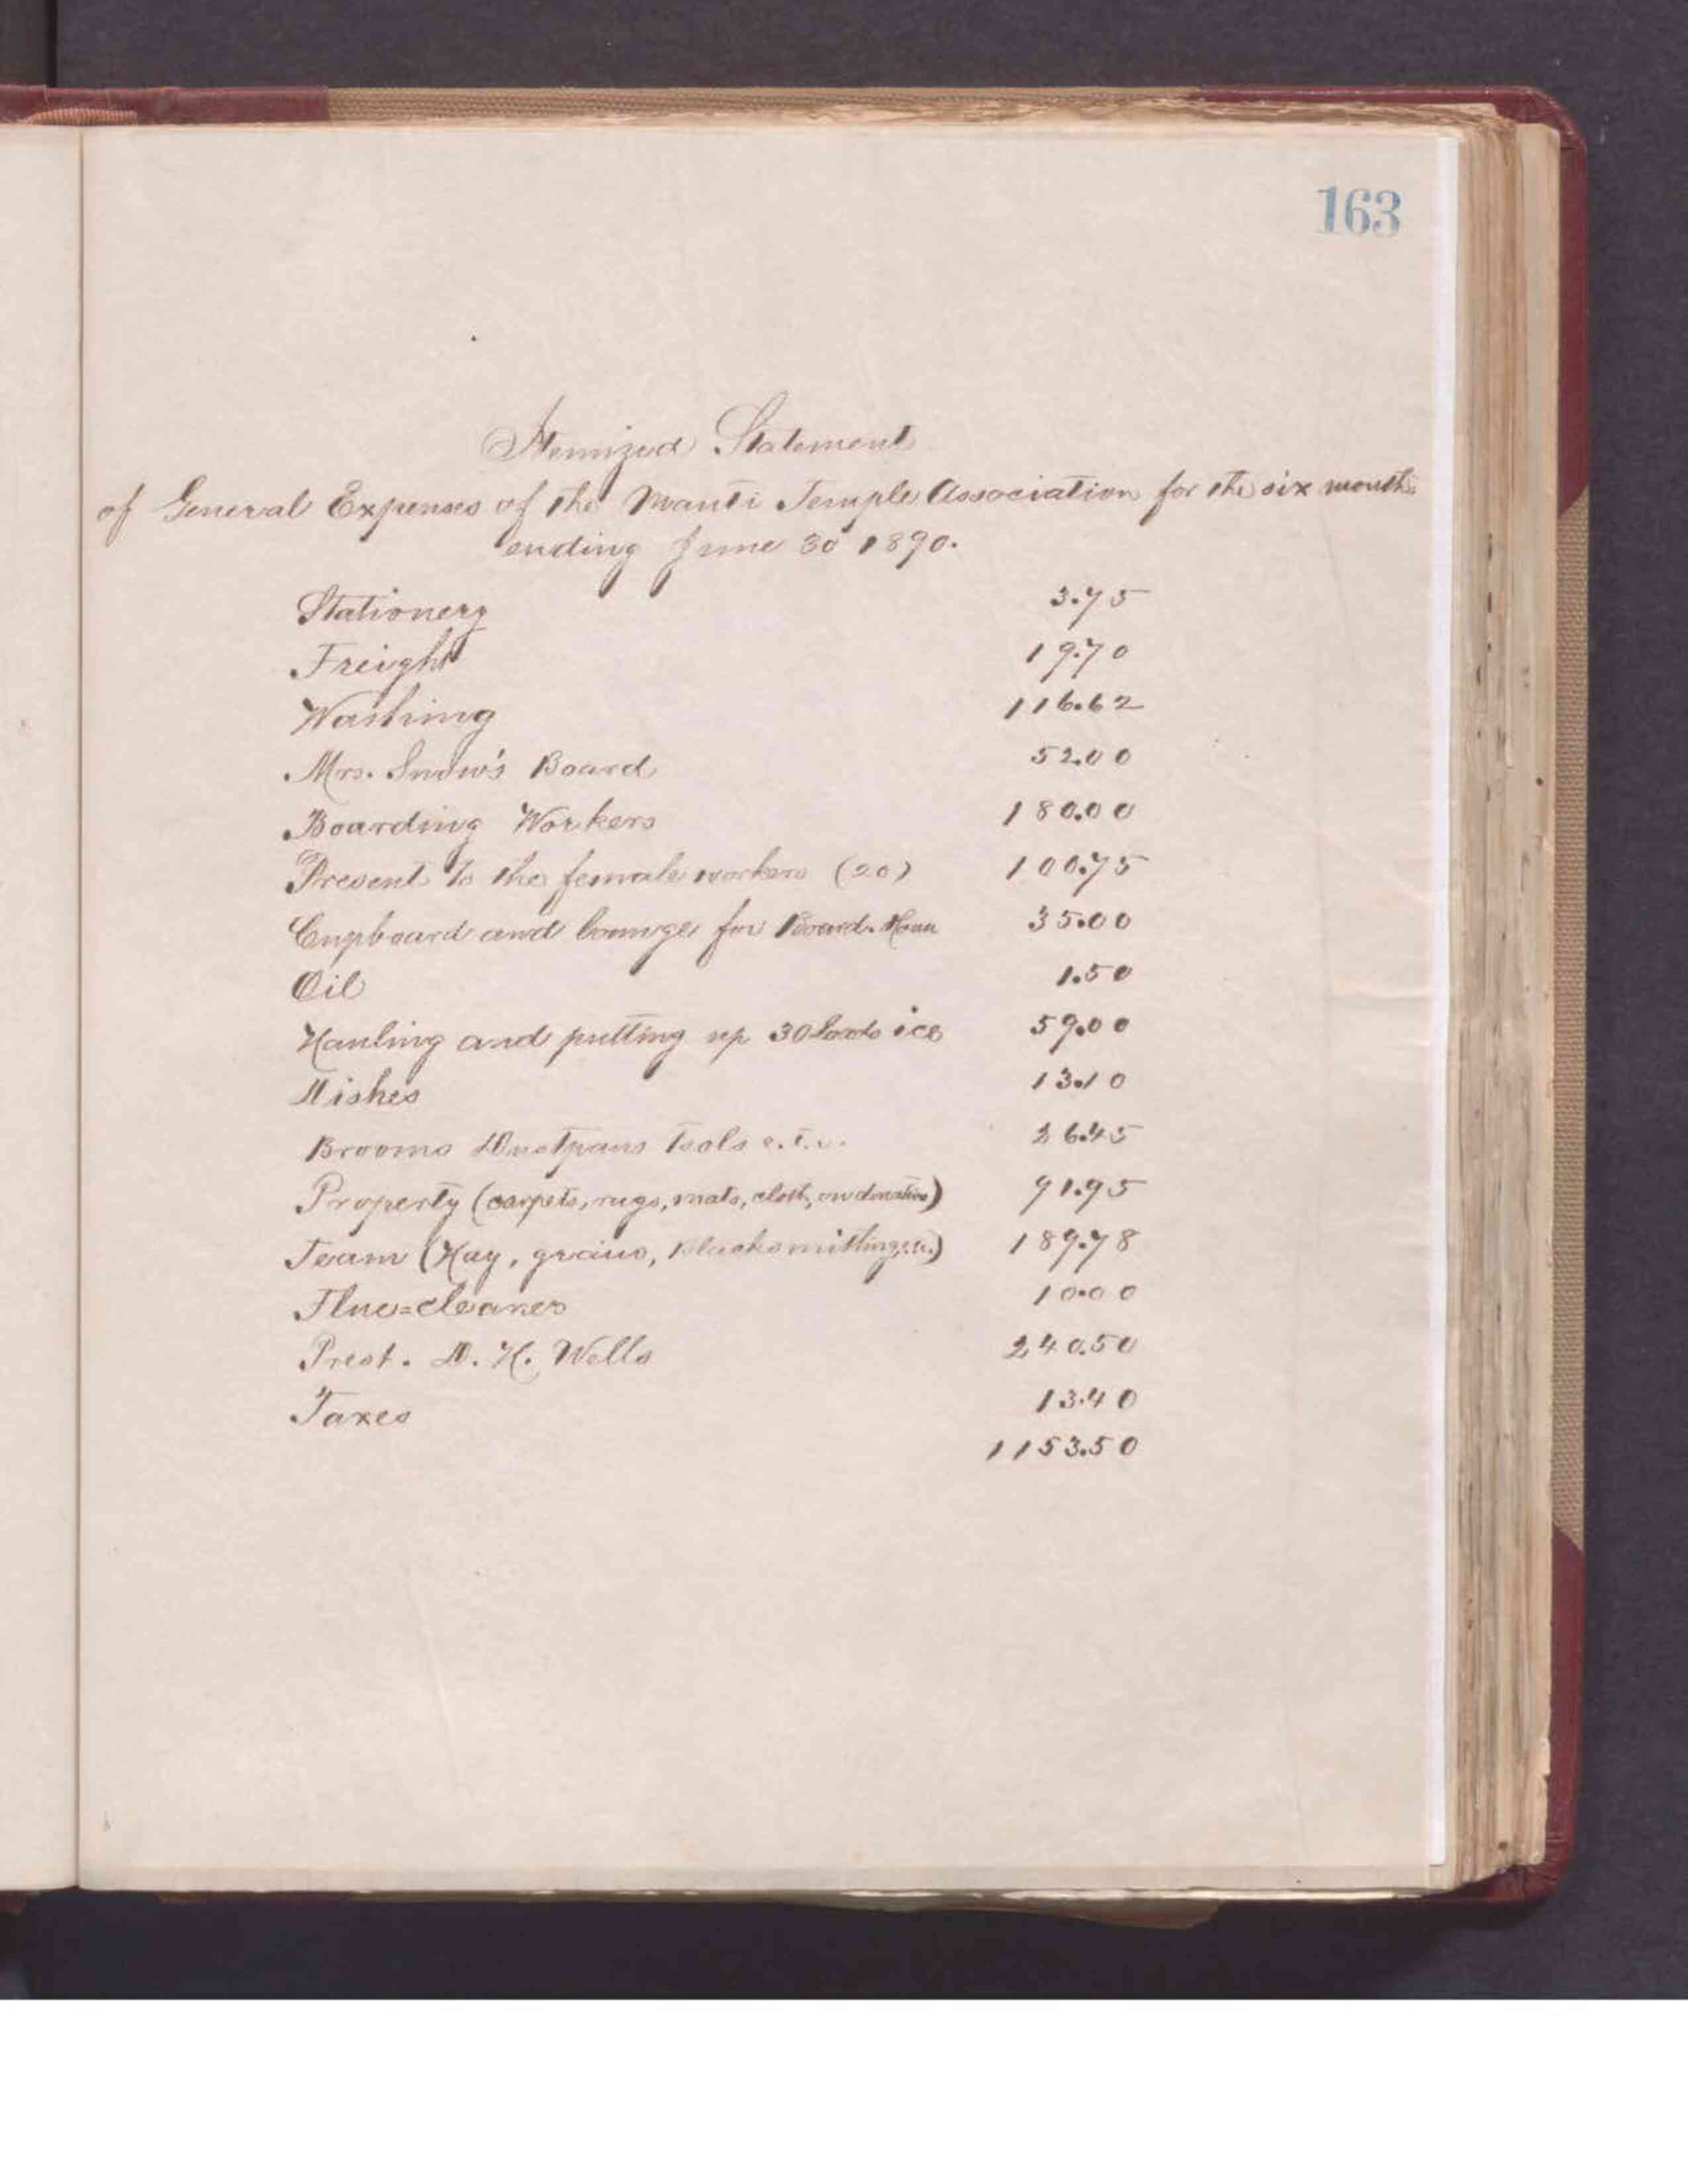 163
Itemized Statement
of General Expenses of the Manti Temple Association for the six months
ending June 30 1890.
Stationery 3.75
Freight 19.70
Washing 116.62
Mrs. Snow's Board 52.00
Boarding Workers 180.00
Present to the female workers (20) 100.75
Cupboard and lounge for Board. House 35.00
Oil 1.50
Hauling and putting up 30 loads ice 59.00
Dishes 13.10
Brooms Dustpans Tools e.t.c. 26.45
Property (carpets, rugs, mats, cloth, on donation) 91.95
Team (Hay, grain, Blacksmithing, etc.) 189.78
Flue=cleaner 10.00
Prest. D. H. Wells 240.50
Taxes 13.40
1153.50